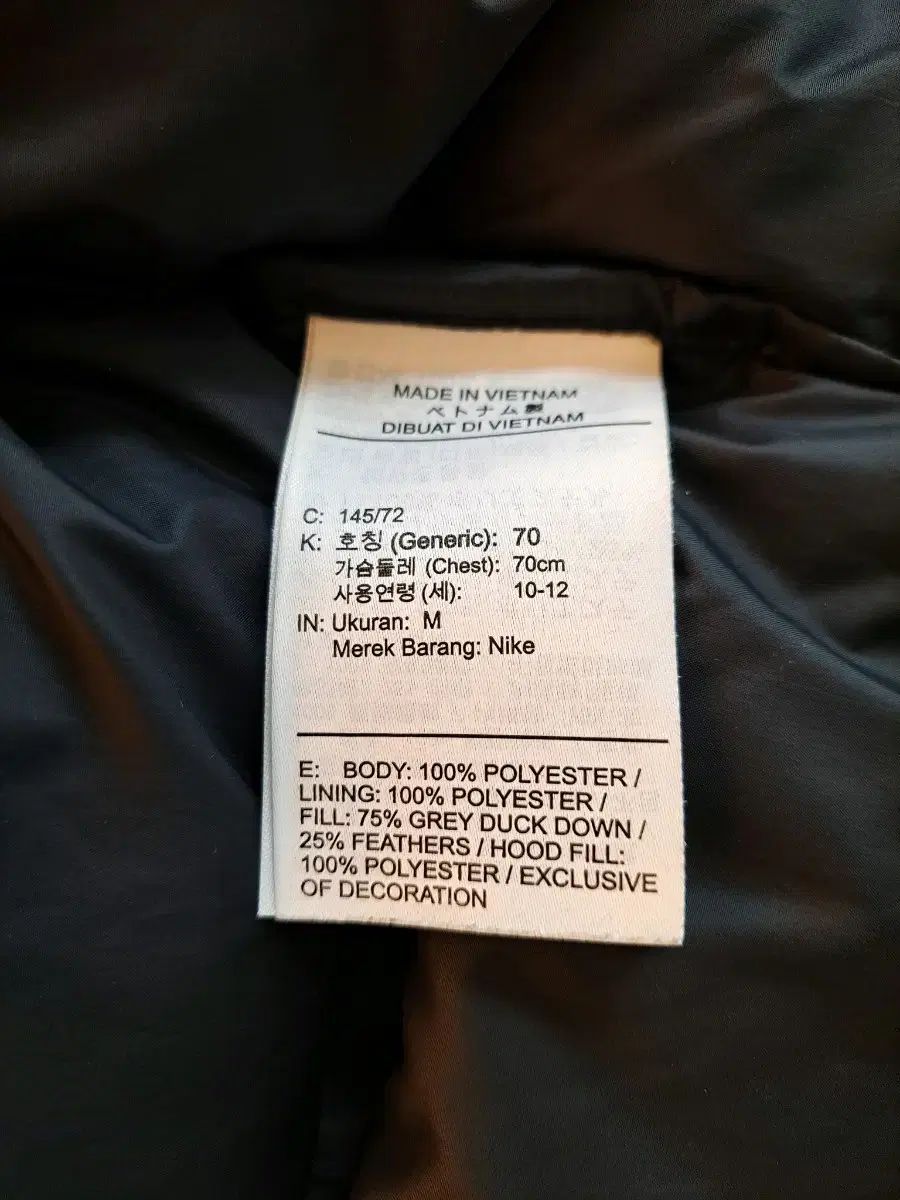 MADE IN VIETNAM
ベトナム製
DIBUAT DI VIETNAM
C: 145/72
K: 호칭 (Generic): 70
가슴둘레 (Chest): 70cm
사용연령 (세): 10-12
IN: Ukuran: M
Merek Barang: Nike
E: BODY: 100% POLYESTER /
LINING: 100% POLYESTER /
FILL: 75% GREY DUCK DOWN /
25% FEATHERS / HOOD FILL:
100% POLYESTER / EXCLUSIVE
OF DECORATION